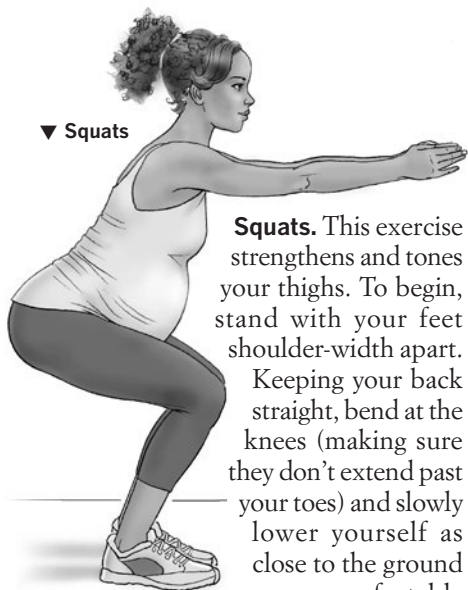 ▼ Squats
Squats. This exercise
strengthens and tones
your thighs. To begin,
stand with your feet
shoulder-width apart.
Keeping your back
straight, bend at the
knees (making sure
they don't extend past
your toes) and slowly
lower yourself as
close to the ground